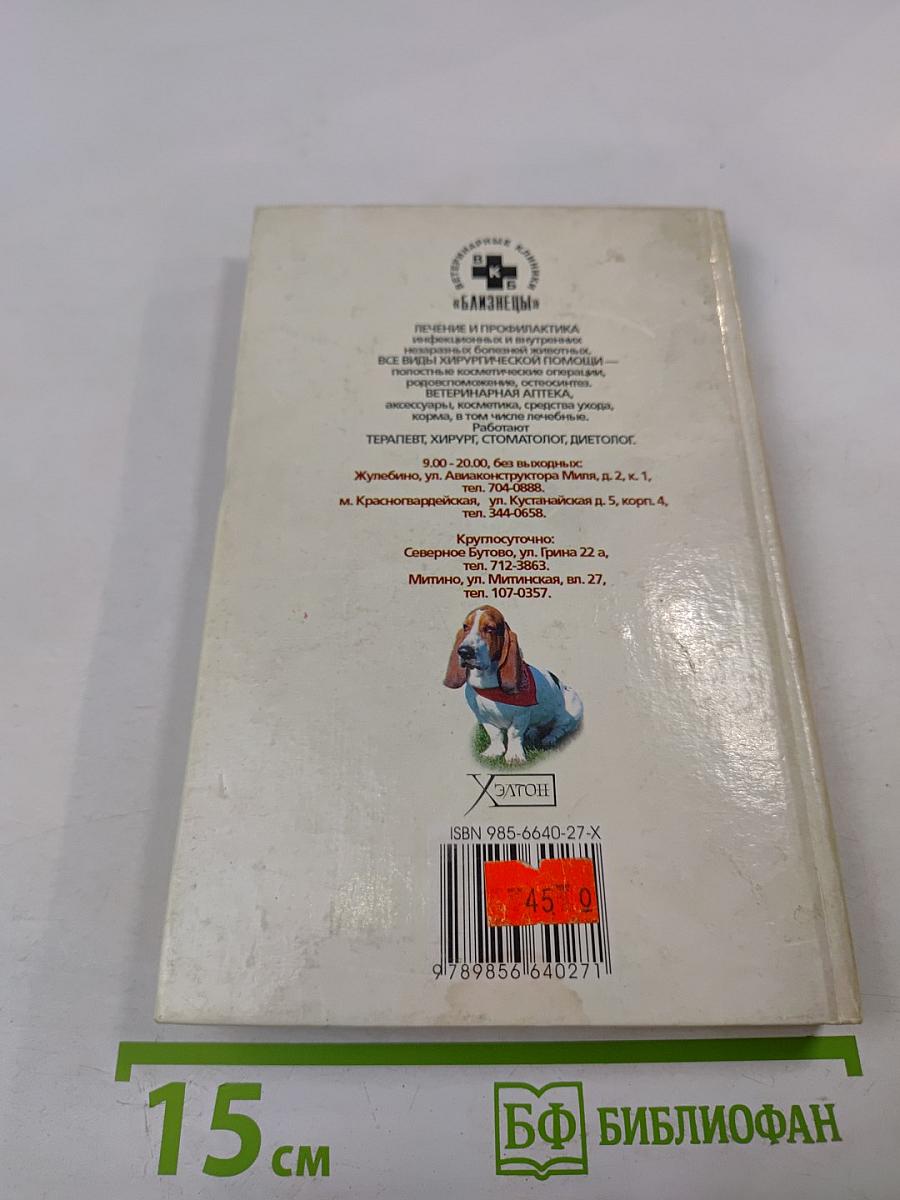 ВЕТЕРИНАРНЫЕ КЛИНИКИ
В
К
Б
«БЛИЗНЕЦЫ»
ЛЕЧЕНИЕ И ПРОФИЛАКТИКА
инфекционных и внутренних
незаразных болезней животных.
ВСЕ ВИДЫ ХИРУРГИЧЕСКОЙ ПОМОЩИ —
полостные косметические операции,
родовспоможение, остеосинтез.
ВЕТЕРИНАРНАЯ АПТЕКА,
аксессуары, косметика, средства ухода,
корма, в том числе лечебные.
Работают
ТЕРАПЕВТ, ХИРУРГ, СТОМАТОЛОГ, ДИЕТОЛОГ.
9.00 - 20.00, без выходных:
Жулебино, ул. Авиаконструктора Миля, д. 2, к. 1,
тел. 704-0888.
м. Красногвардейская, ул. Кустанайская д. 5, корп. 4,
тел. 344-0658.
Круглосуточно:
Северное Бутово, ул. Грина 22 а,
тел. 712-3863.
Митино, ул. Митинская, вл. 27,
тел. 107-0357.
ХЭЛТОН
ISBN 985-6640-27-X
45 0
9 789856 640271
15 см
БФ БИБЛИОФАН